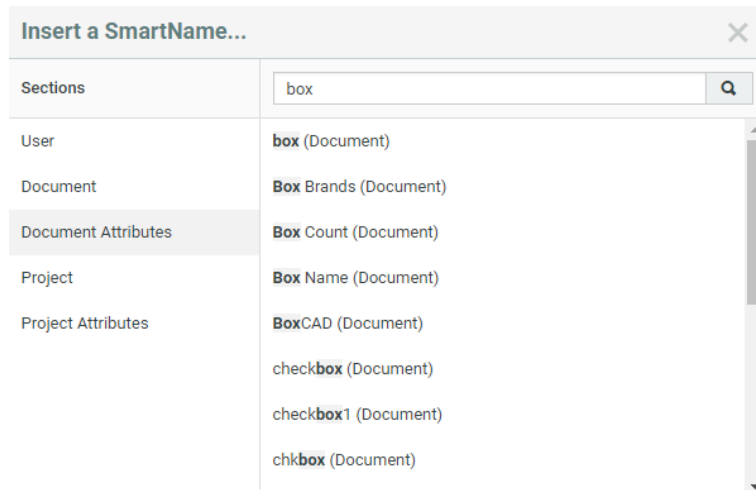 Insert a SmartName...
Sections
box
User
Document
Document Attributes
Project
Project Attributes
box (Document)
Box Brands (Document)
Box Count (Document)
Box Name (Document)
BoxCAD (Document)
checkbox (Document)
checkbox1 (Document)
chkbox (Document)